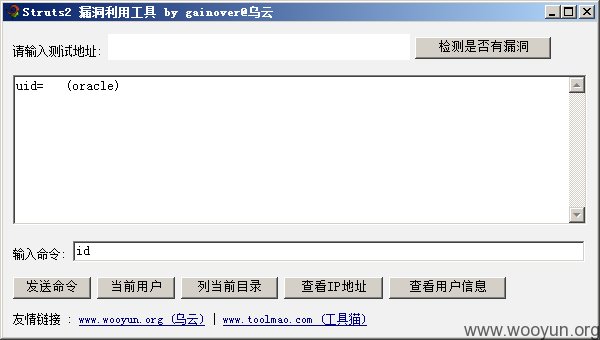 Struts2 漏洞利用工具 by gainover@乌云
请输入测试地址: 检测是否有漏洞
uid= (oracle)
输入命令: id
发送命令 当前用户 列当前目录 查看IP地址 查看用户信息
友情链接 : www.wooyun.org (乌云) | www.toolmao.com (工具猫)
www.wooyun.org